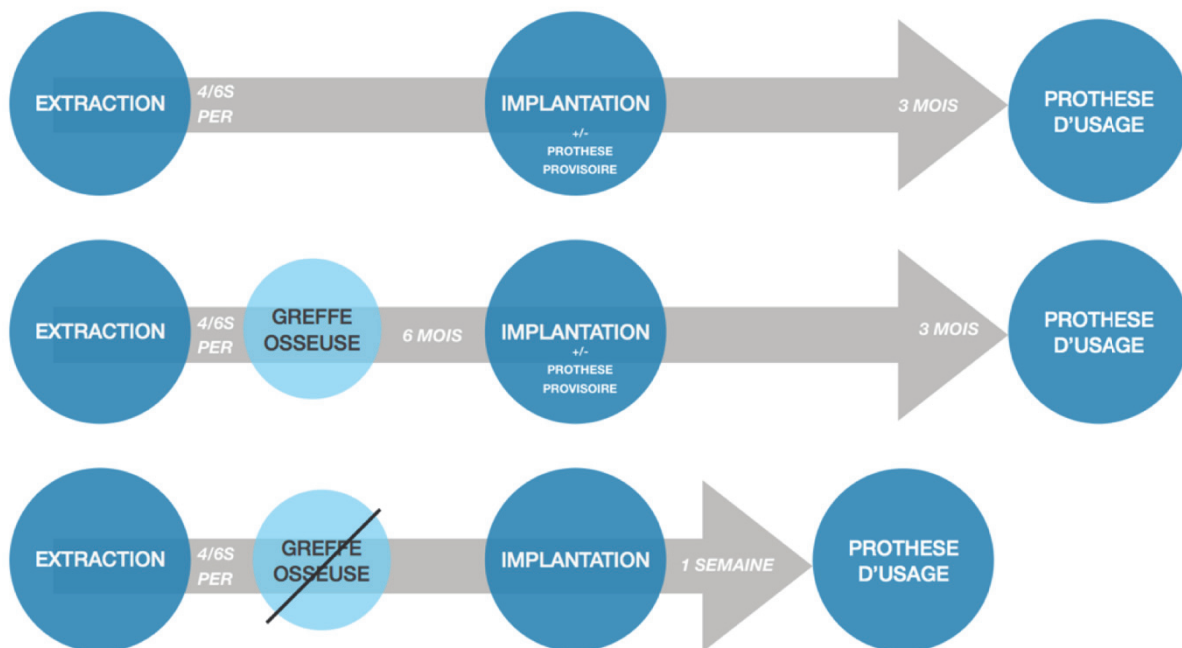 EXTRACTION
4/6S
PER
IMPLANTATION
+/-
PROTHESE
PROVISOIRE
3 MOIS
PROTHESE
D'USAGE
EXTRACTION
4/6S
PER
GREFFE
OSSEUSE
6 MOIS
IMPLANTATION
+/-
PROTHESE
PROVISOIRE
3 MOIS
PROTHESE
D'USAGE
EXTRACTION
4/6S
PER
GREFFE
OSSEUSE
IMPLANTATION
1 SEMAINE
PROTHESE
D'USAGE